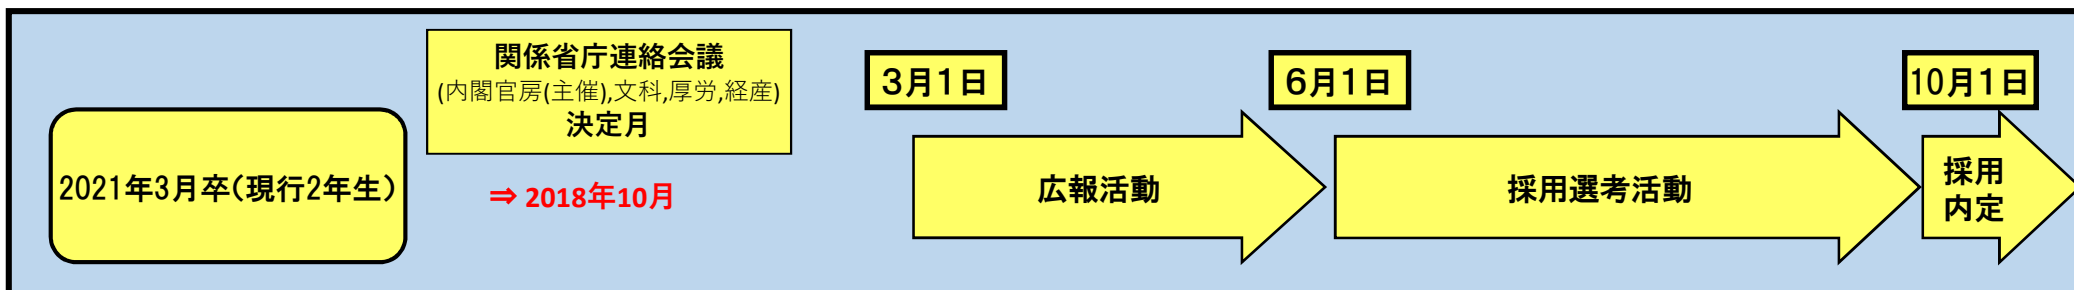 関係省庁連絡会議
(内閣官房(主催),文科,厚労,経産)
決定月
3月1日
6月1日
10月1日
2021年3月卒(現行2年生)
⇒ 2018年10月
広報活動
採用選考活動
採用
内定